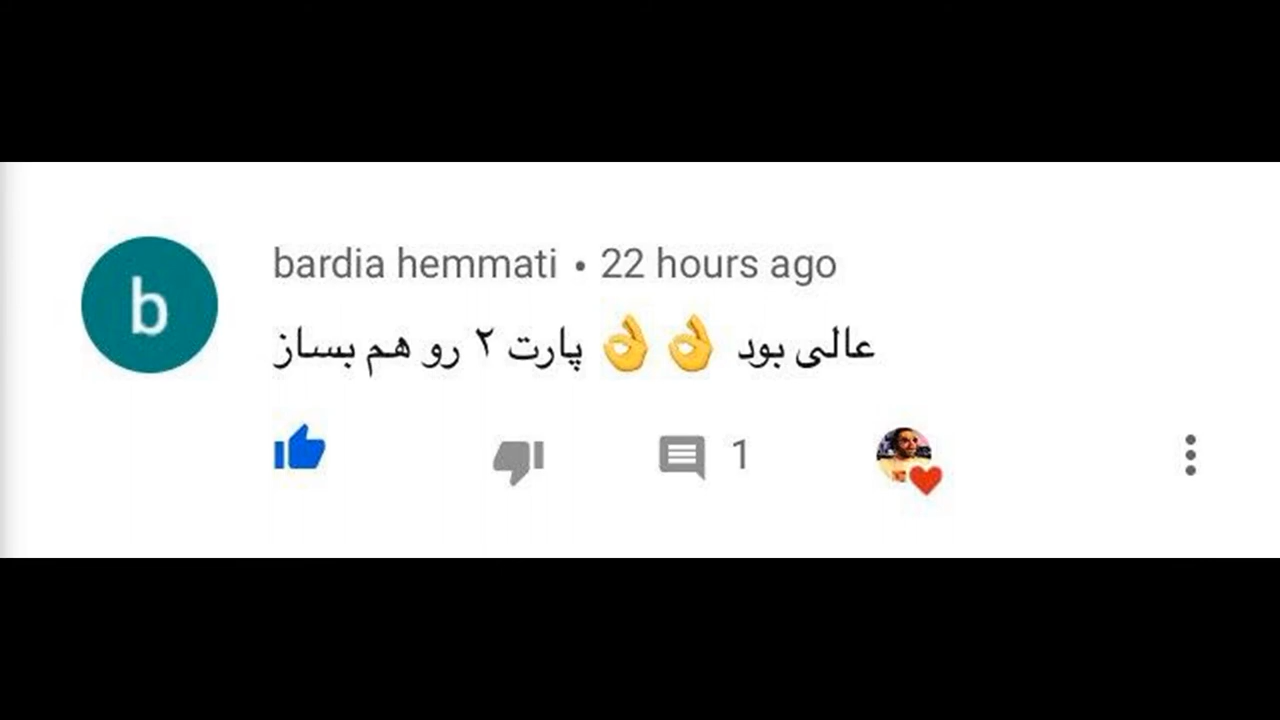 b
bardia hemmati • 22 hours ago
عالی بود 👌👌 پارت ۲ رو هم بساز
1